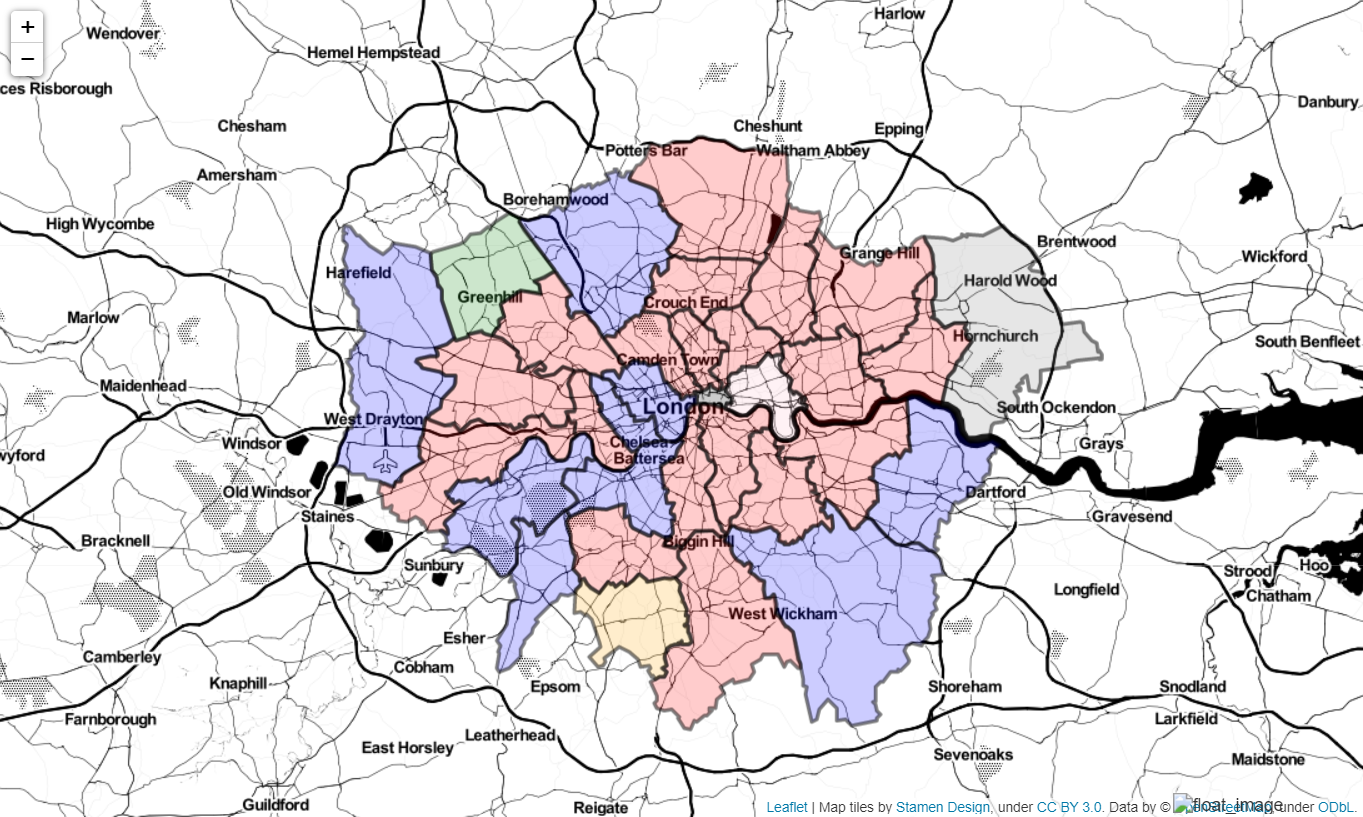 +
−
Wendover
Hemel Hempstead
Harlow
ces Risborough
Danbury
Chesham
Cheshunt
Epping
Potters Bar
Waltham Abbey
Amersham
Borehamwood
High Wycombe
Brentwood
Grange Hill
Wickford
Harefield
Harold Wood
Greenhill
Crouch End
Marlow
Hornchurch
South Benfleet
Camden Town
Maidenhead
London
South Ockendon
West Drayton
Windsor
Chelsea
Grays
wyford
Battersea
Old Windsor
Dartford
Staines
Gravesend
Bracknell
Biggin Hill
Sunbury
Strood
Hoo
Longfield
Chatham
West Wickham
Esher
Camberley
Cobham
Knaphill
Epsom
Shoreham
Snodland
Farnborough
Larkfield
Leatherhead
East Horsley
Sevenoaks
Maidstone
Guildford
Reigate
Leaflet | Map tiles by Stamen Design, under CC BY 3.0. Data by © OpenStreetMap, under ODbL.
float_image